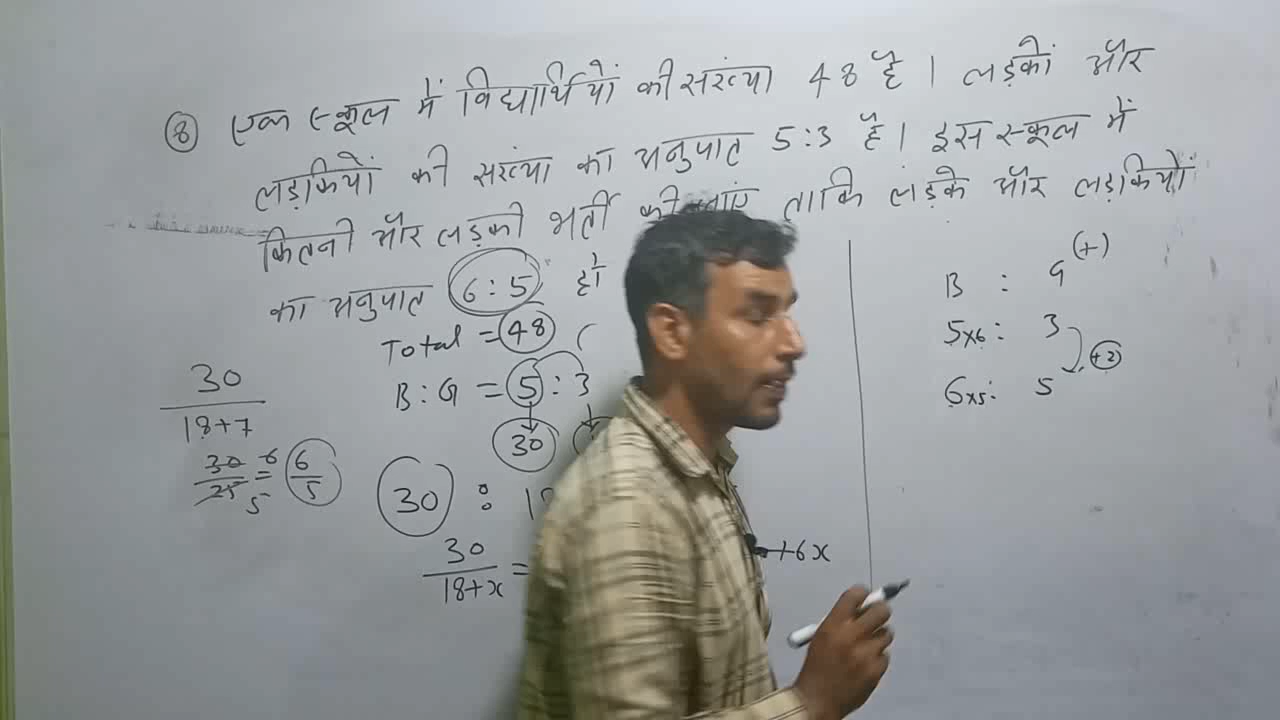 ⑧ एक स्कूल में विद्यार्थियों की संख्या 48 है। लड़कों और
लड़कियों की संख्या का अनुपात 5:3 है। इस स्कूल में
कितनी और लड़की भर्ती की जाएं ताकि लड़के और लड़कियों
का अनुपात 6:5 हो
Total = 48
B : G = 5 : 3
30
30 :
30
18+x =
+6x
30
18+7
30 6 6
25 = 5 5
B : G (+)
5x6: 3
+2
6x5: 5